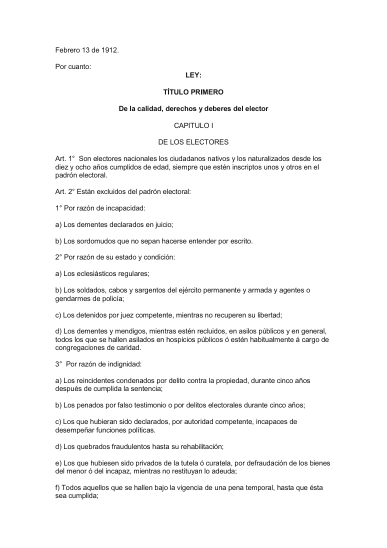 Febrero 13 de 1912.
Por cuanto:
LEY:
TÍTULO PRIMERO
De la calidad, derechos y deberes del elector
CAPITULO I
DE LOS ELECTORES
Art. 1° Son electores nacionales los ciudadanos nativos y los naturalizados desde los
diez y ocho años cumplidos de edad, siempre que estén inscriptos unos y otros en el
padrón electoral.
Art. 2° Están excluidos del padrón electoral:
1° Por razón de incapacidad:
a) Los dementes declarados en juicio;
b) Los sordomudos que no sepan hacerse entender por escrito.
2° Por razón de su estado y condición:
a) Los eclesiásticos regulares;
b) Los soldados, cabos y sargentos del ejército permanente y armada y agentes o
gendarmes de policía;
c) Los detenidos por juez competente, mientras no recuperen su libertad;
d) Los dementes y mendigos, mientras estén recluidos, en asilos públicos y en general,
todos los que se hallen asilados en hospicios públicos ó estén habitualmente á cargo de
congregaciones de caridad.
3° Por razón de indignidad:
a) Los reincidentes condenados por delito contra la propiedad, durante cinco años
después de cumplida la sentencia;
b) Los penados por falso testimonio o por delitos electorales durante cinco años;
c) Los que hubieran sido declarados, por autoridad competente, incapaces de
desempeñar funciones políticas.
d) Los quebrados fraudulentos hasta su rehabilitación;
e) Los que hubiesen sido privados de la tutela ó curatela, por defraudación de los bienes
del menor ó del incapaz, mientras no restituyan lo adeuda;
f) Todos aquellos que se hallen bajo la vigencia de una pena temporal, hasta que ésta
sea cumplida;